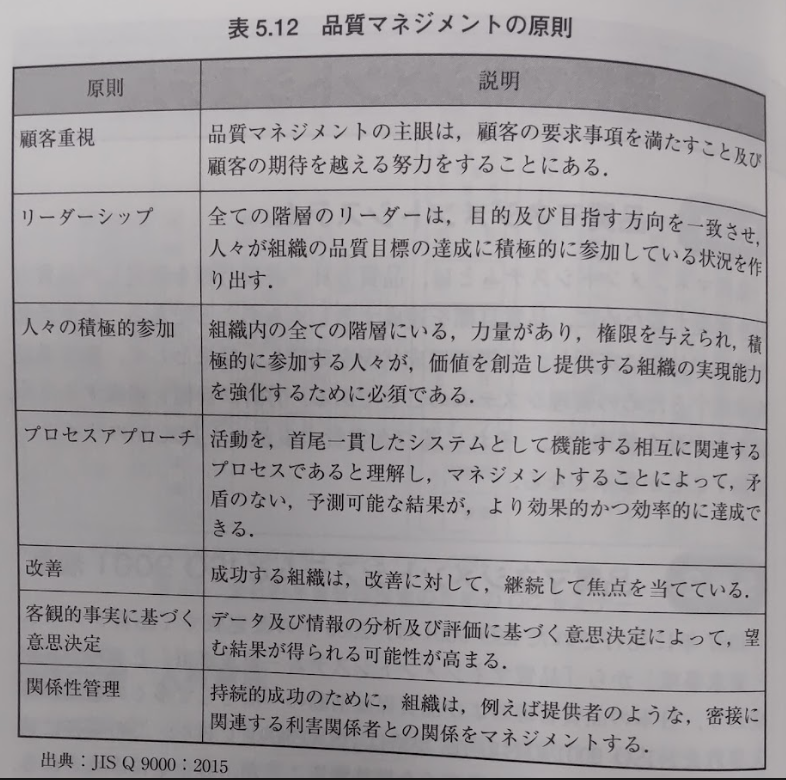 表5.12 品質マネジメントの原則
原則
説明
顧客重視
品質マネジメントの主眼は，顧客の要求事項を満たすこと及び
顧客の期待を越える努力をすることにある．
リーダーシップ
全ての階層のリーダーは，目的及び目指す方向を一致させ，
人々が組織の品質目標の達成に積極的に参加している状況を作
り出す．
人々の積極的参加
組織内の全ての階層にいる，力量があり，権限を与えられ，積
極的に参加する人々が，価値を創造し提供する組織の実現能力
を強化するために必須である．
プロセスアプローチ
活動を，首尾一貫したシステムとして機能する相互に関連する
プロセスであると理解し，マネジメントすることによって，矛
盾のない，予測可能な結果が，より効果的かつ効率的に達成で
きる．
改善
成功する組織は，改善に対して，継続して焦点を当てている．
客観的事実に基づく
意思決定
データ及び情報の分析及び評価に基づく意思決定によって，望
む結果が得られる可能性が高まる．
関係性管理
持続的成功のために，組織は，例えば提供者のような，密接に
関連する利害関係者との関係をマネジメントする．
出典：JIS Q 9000：2015